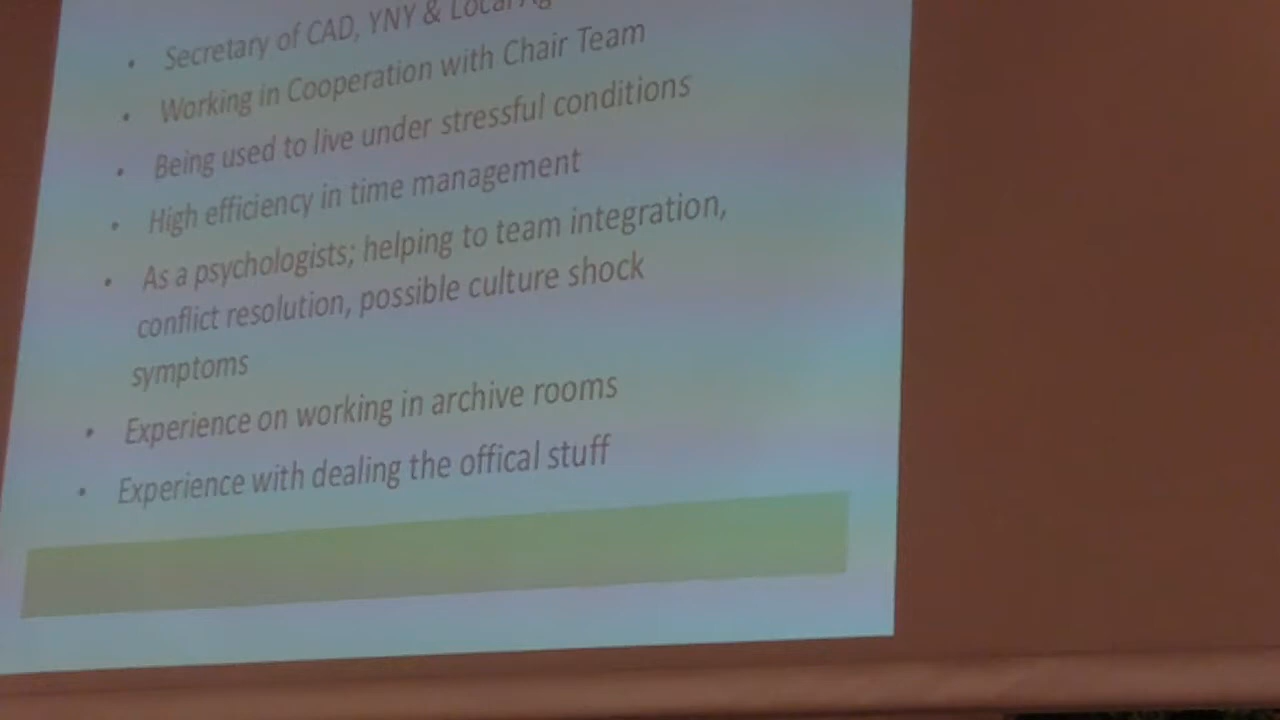 • Secretary of CAD, YNY & Local
• Working in Cooperation with Chair Team
• Being used to live under stressful conditions
• High efficiency in time management
• As a psychologists; helping to team integration,
conflict resolution, possible culture shock
symptoms
• Experience on working in archive rooms
• Experience with dealing the offical stuff